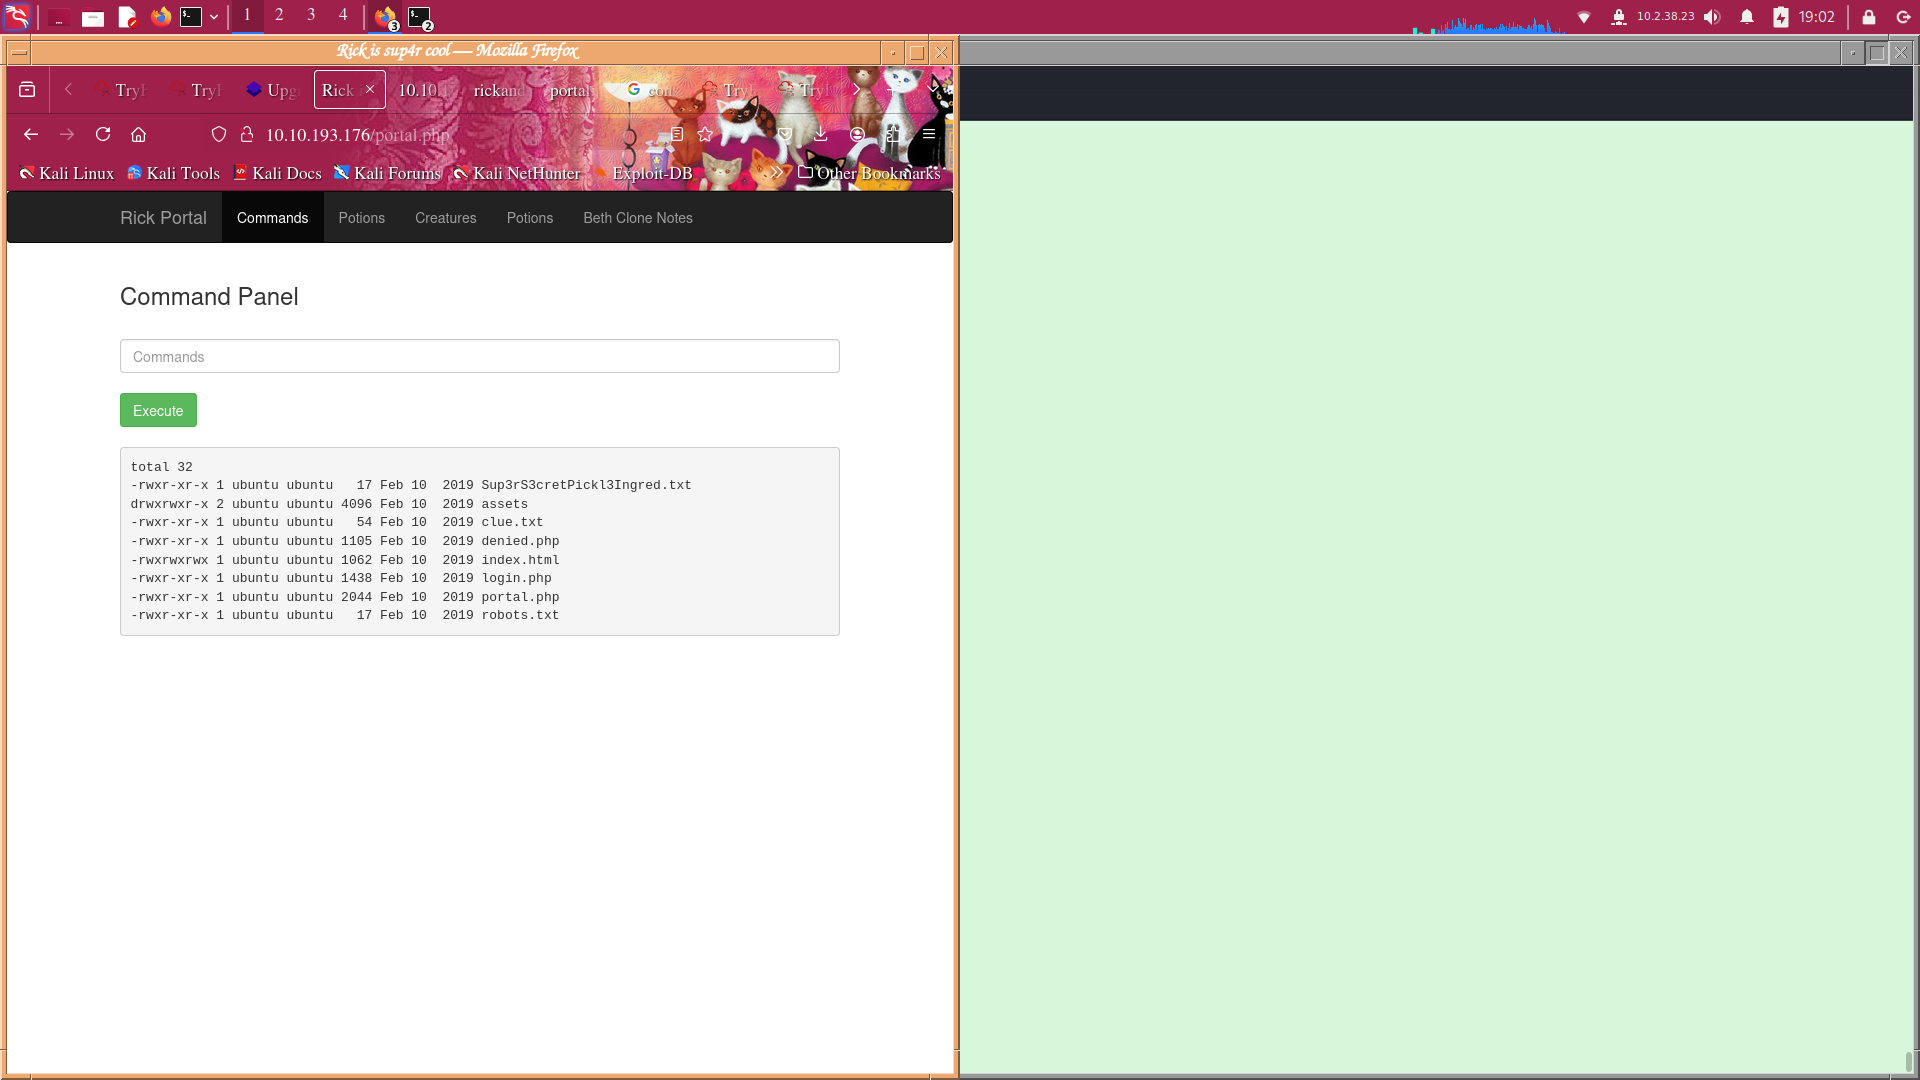 1 2 3 4 3 2 10.2.38.23 19:02
Rick is sup4r cool — Mozilla Firefox
Try Try Upg Rick 10.10 rickand portal con Try Try
10.10.193.176/portal.php
Kali Linux Kali Tools Kali Docs Kali Forums Kali NetHunter Exploit-DB Other Bookmarks
Rick Portal Commands Potions Creatures Potions Beth Clone Notes
Command Panel
Commands
Execute
total 32
-rwxr-xr-x 1 ubuntu ubuntu   17 Feb 10  2019 Sup3rS3cretPickl3Ingred.txt
drwxrwxr-x 2 ubuntu ubuntu 4096 Feb 10  2019 assets
-rwxr-xr-x 1 ubuntu ubuntu   54 Feb 10  2019 clue.txt
-rwxr-xr-x 1 ubuntu ubuntu 1105 Feb 10  2019 denied.php
-rwxrwxrwx 1 ubuntu ubuntu 1062 Feb 10  2019 index.html
-rwxr-xr-x 1 ubuntu ubuntu 1438 Feb 10  2019 login.php
-rwxr-xr-x 1 ubuntu ubuntu 2044 Feb 10  2019 portal.php
-rwxr-xr-x 1 ubuntu ubuntu   17 Feb 10  2019 robots.txt